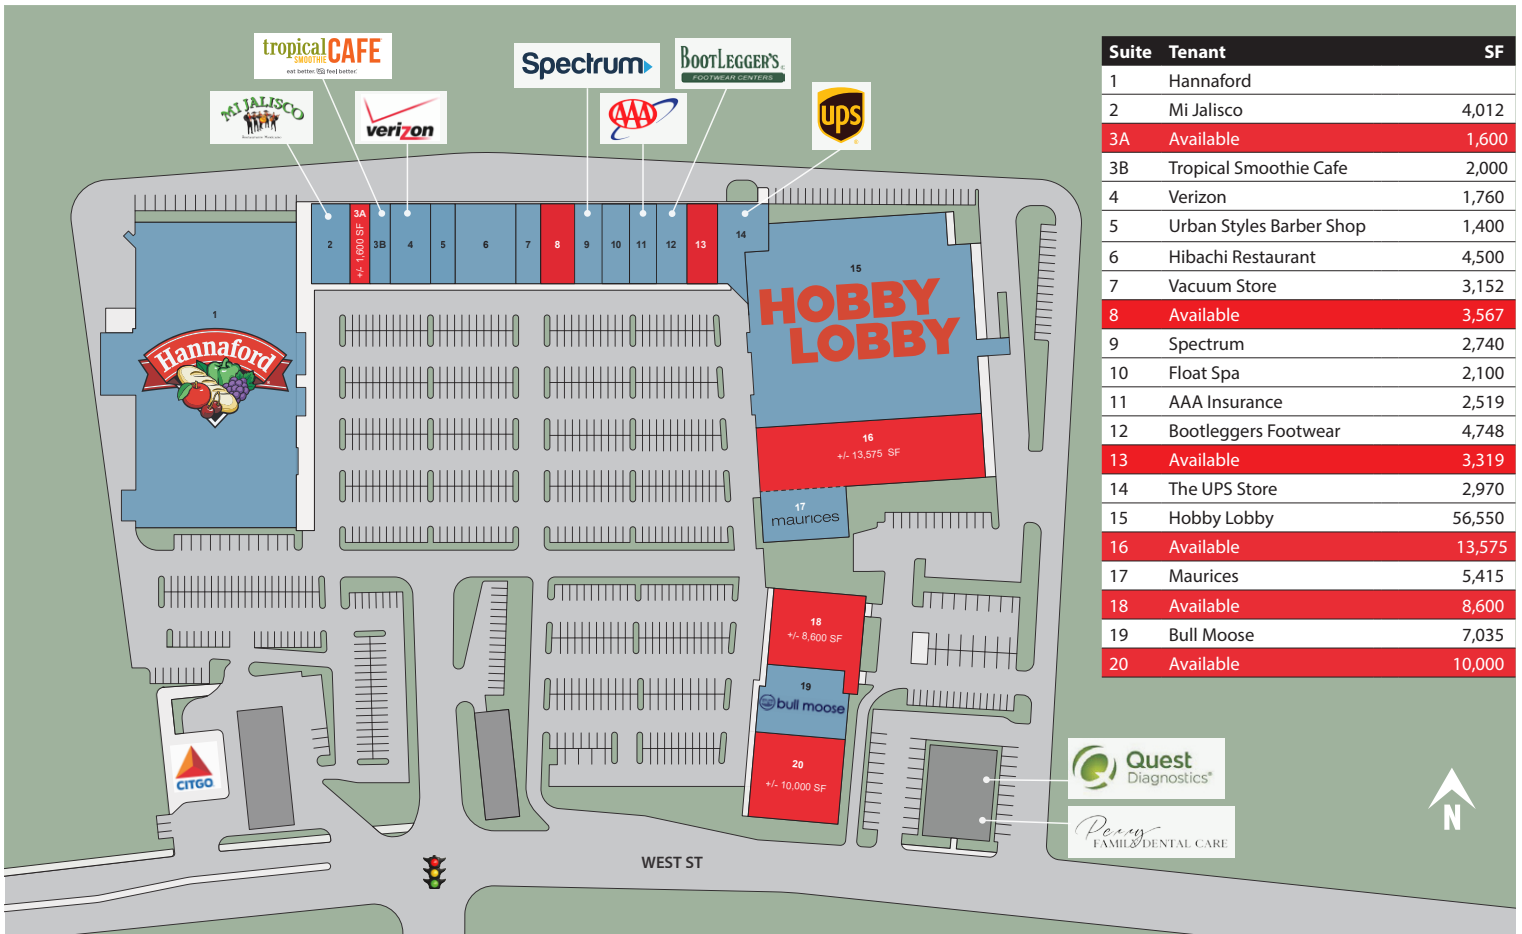 tropical CAFE
SMOOTHIE
eat better. feel better.
Spectrum
BOOTLEGGER'S
FOOTWEAR CENTERS
MI JALISCO
verizon
AAA
ups
Suite Tenant SF
1 Hannaford
2 Mi Jalisco 4,012
3A Available 1,600
3B Tropical Smoothie Cafe 2,000
4 Verizon 1,760
5 Urban Styles Barber Shop 1,400
6 Hibachi Restaurant 4,500
7 Vacuum Store 3,152
8 Available 3,567
9 Spectrum 2,740
10 Float Spa 2,100
11 AAA Insurance 2,519
12 Bootleggers Footwear 4,748
13 Available 3,319
14 The UPS Store 2,970
15 Hobby Lobby 56,550
16 Available 13,575
17 Maurices 5,415
18 Available 8,600
19 Bull Moose 7,035
20 Available 10,000
2
3A
+/- 1,600 SF
3B
4
5
6
7
8
9
10
11
12
13
14
15
HOBBY
LOBBY
1
Hannaford
16
+/- 13,575 SF
17
maurices
18
+/- 8,600 SF
19
bull moose
20
+/- 10,000 SF
CITGO
Quest
Diagnostics®
Perry
FAMILY DENTAL CARE
WEST ST
N